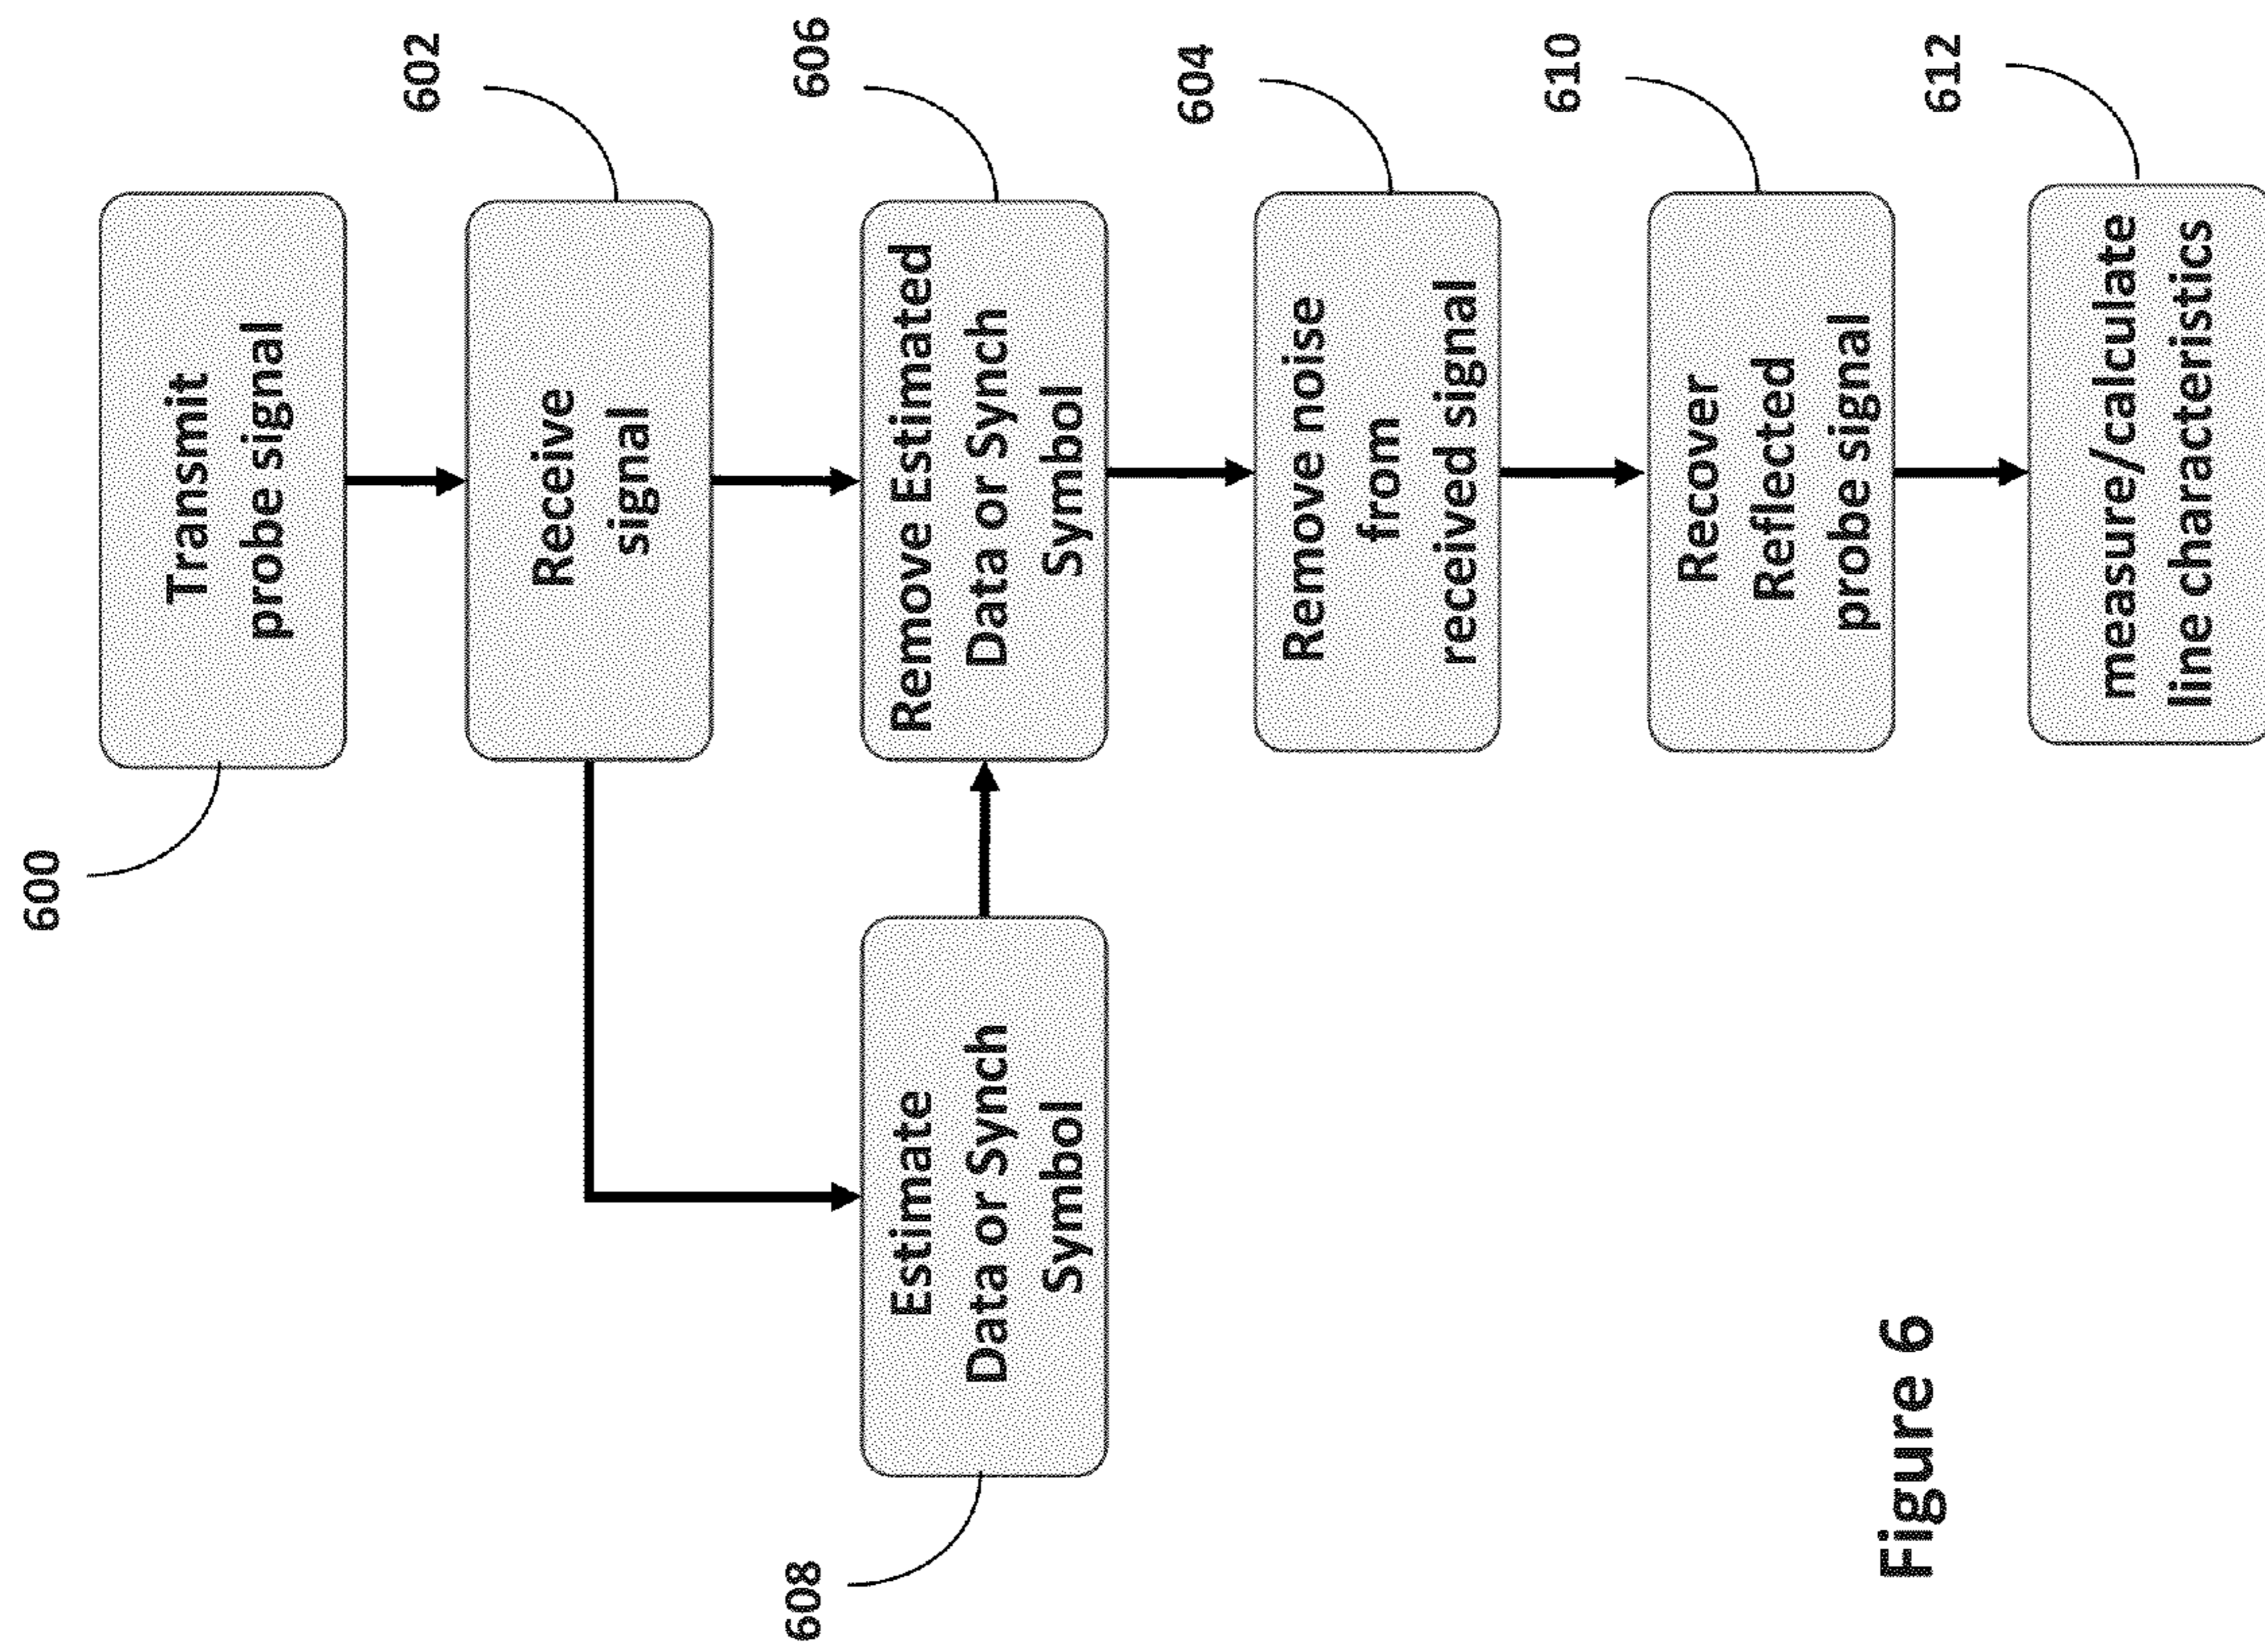 600
Transmit
probe signal
602
Receive
signal
608
Estimate
Data or Synch
Symbol
606
Remove Estimated
Data or Synch
Symbol
604
Remove noise
from
received signal
610
Recover
Reflected
probe signal
612
measure/calculate
line characteristics
Figure 6